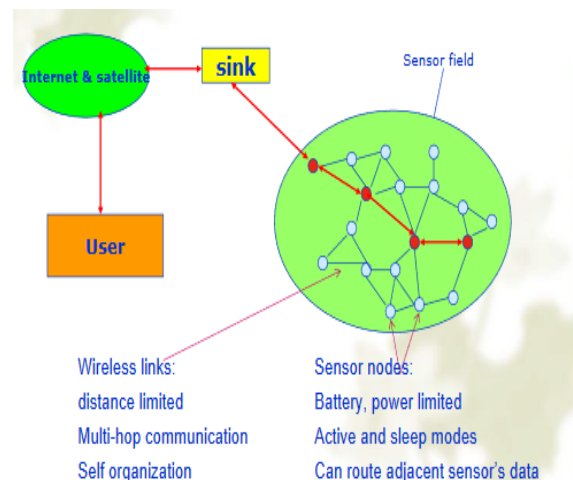 Internet & satellite
sink
Sensor field
User
Wireless links:
distance limited
Multi-hop communication
Self organization
Sensor nodes:
Battery, power limited
Active and sleep modes
Can route adjacent sensor's data